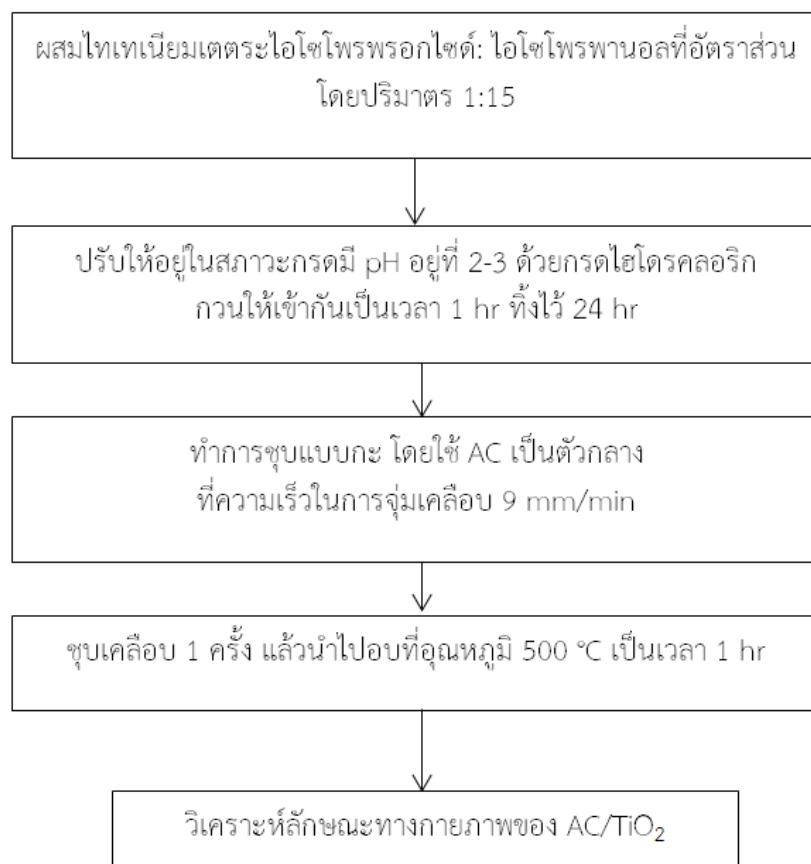 ผสมไทเทเนียมเตตระไอโซโพรพรอกไซด์: ไอโซโพรพานอลที่อัตราส่วน
โดยปริมาตร 1:15
ปรับให้อยู่ในสภาวะกรดมี pH อยู่ที่ 2-3 ด้วยกรดไฮโดรคลอริก
กวนให้เข้ากันเป็นเวลา 1 hr ทิ้งไว้ 24 hr
ทำการชุบแบบกะ โดยใช้ AC เป็นตัวกลาง
ที่ความเร็วในการจุ่มเคลือบ 9 mm/min
ชุบเคลือบ 1 ครั้ง แล้วนำไปอบที่อุณหภูมิ 500 °C เป็นเวลา 1 hr
วิเคราะห์ลักษณะทางกายภาพของ AC/TiO₂